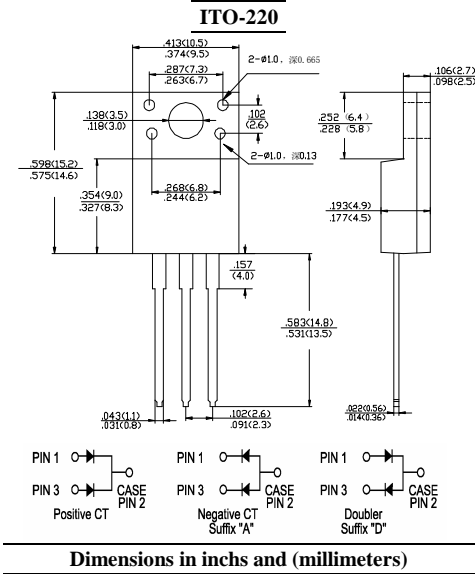 ITO-220
.413(10.5)
.374(9.5)
2-ø1.0，深0.665
.106(2.7)
.098(2.5)
.287(7.3)
.263(6.7)
.138(3.5)
.118(3.0)
.102
(2.6)
.252 (6.4)
.228 (5.8)
2-ø1.0，深0.13
.598(15.2)
.575(14.6)
.354(9.0)
.327(8.3)
.268(6.8)
.244(6.2)
.193(4.9)
.177(4.5)
.157
(4.0)
.583(14.8)
.531(13.5)
.043(1.1)
.031(0.8)
.102(2.6)
.091(2.3)
.022(0.56)
.014(0.36)
PIN 1
PIN 3
CASE
PIN 2
Positive CT
PIN 1
PIN 3
CASE
PIN 2
Negative CT
Suffix "A"
PIN 1
PIN 3
CASE
PIN 2
Doubler
Suffix "D"
Dimensions in inchs and (millimeters)